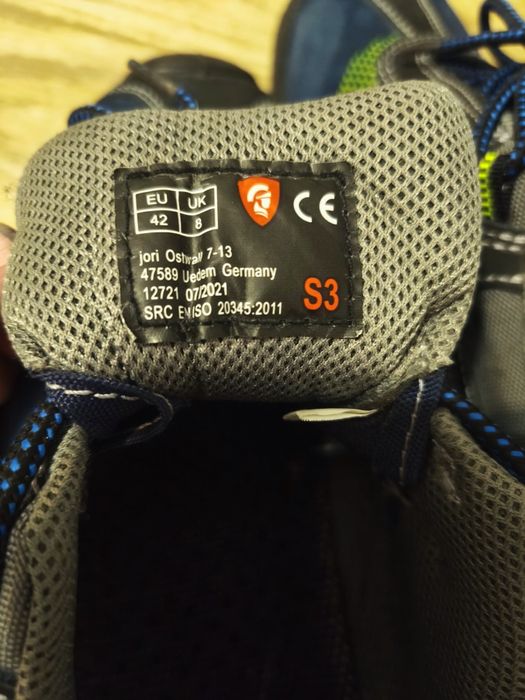 EU UK
42 8
CE
jori Ostwall 7-13
47589 Uedem Germany
12721 07/2021
S3
SRC EN ISO 20345:2011